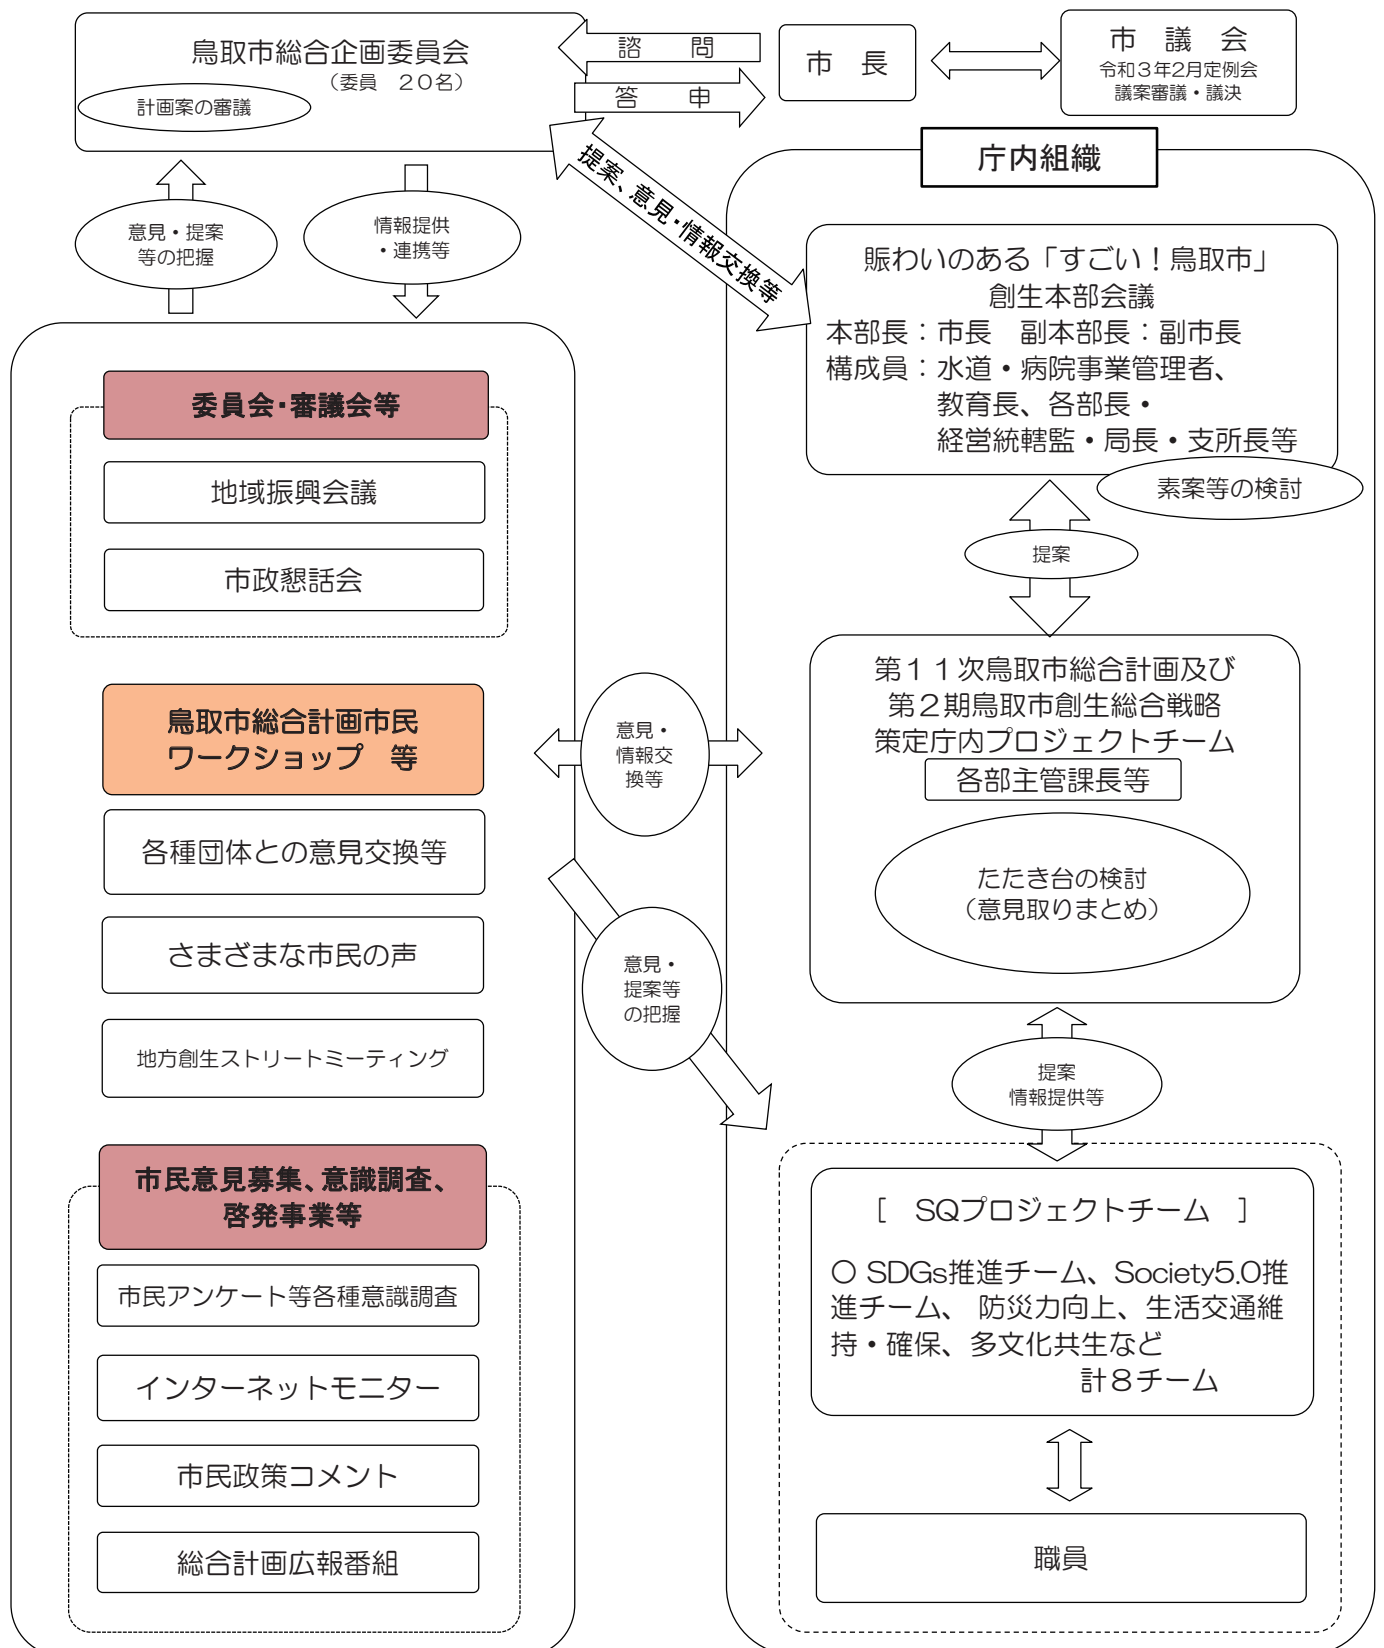 鳥取市総合企画委員会
（委員　２０名）
計画案の審議
諮　問
答　申
市　長
市　議　会
令和３年2月定例会
議案審議・議決
意見・提案
等の把握
情報提供
・連携等
提案、意見・情報交換等
委員会・審議会等
地域振興会議
市政懇話会
鳥取市総合計画市民
ワークショップ　等
各種団体との意見交換等
さまざまな市民の声
地方創生ストリートミーティング
市民意見募集、意識調査、
啓発事業等
市民アンケート等各種意識調査
インターネットモニター
市民政策コメント
総合計画広報番組
意見・
情報交
換等
意見・
提案等
の把握
庁内組織
賑わいのある「すごい！鳥取市」
創生本部会議
本部長：市長　副本部長：副市長
構成員：水道・病院事業管理者、
教育長、各部長・
経営統轄監・局長・支所長等
素案等の検討
提案
第１１次鳥取市総合計画及び
第２期鳥取市創生総合戦略
策定庁内プロジェクトチーム
各部主管課長等
たたき台の検討
（意見取りまとめ）
提案
情報提供等
［　SQプロジェクトチーム　］
〇 SDGs推進チーム、Society5.0推
進チーム、 防災力向上、生活交通維
持・確保、多文化共生など
計８チーム
職員